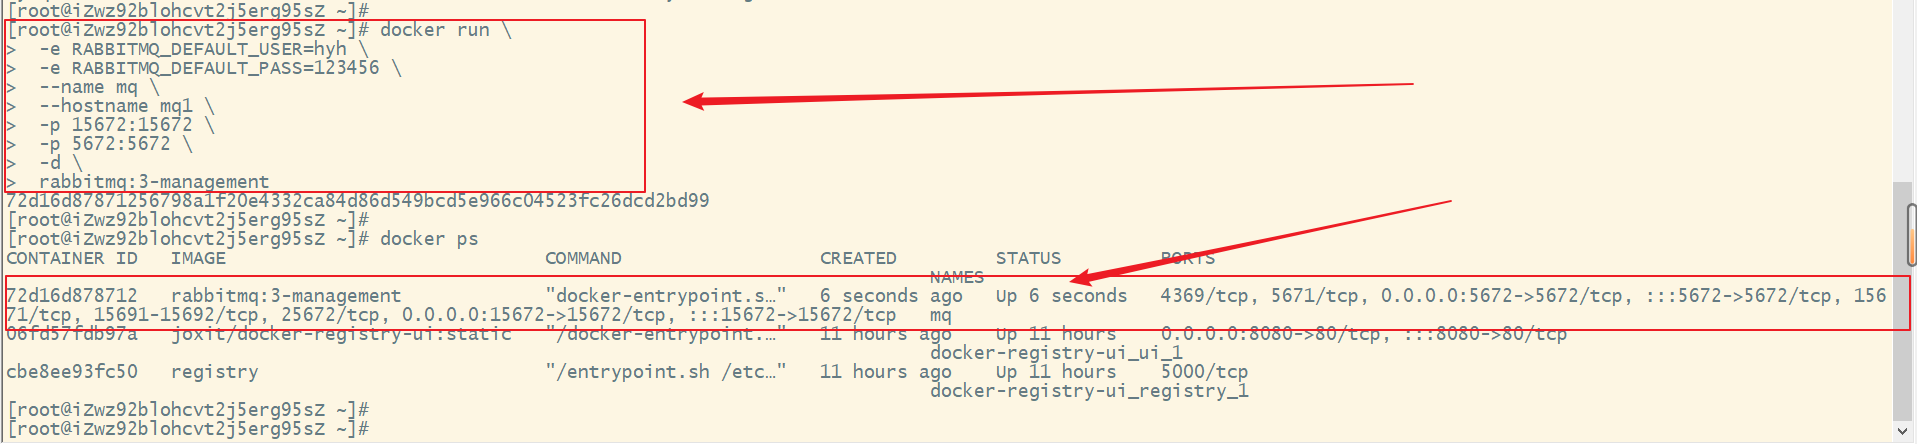 [root@iZwz92blohcvt2j5erg95sZ ~]#
[root@iZwz92blohcvt2j5erg95sZ ~]# docker run \
>  -e RABBITMQ_DEFAULT_USER=hyh \
>  -e RABBITMQ_DEFAULT_PASS=123456 \
>  --name mq \
>  --hostname mq1 \
>  -p 15672:15672 \
>  -p 5672:5672 \
>  -d \
>  rabbitmq:3-management
72d16d87871256798a1f20e4332ca84d86d549bcd5e966c04523fc26dcd2bd99
[root@iZwz92blohcvt2j5erg95sZ ~]#
[root@iZwz92blohcvt2j5erg95sZ ~]# docker ps
CONTAINER ID   IMAGE                             COMMAND                  CREATED         STATUS         PORTS
NAMES
72d16d878712   rabbitmq:3-management             "docker-entrypoint.s…"   6 seconds ago   Up 6 seconds   4369/tcp, 5671/tcp, 0.0.0.0:5672->5672/tcp, :::5672->5672/tcp, 156
71/tcp, 15691-15692/tcp, 25672/tcp, 0.0.0.0:15672->15672/tcp, :::15672->15672/tcp   mq
06fd57fdb97a   joxit/docker-registry-ui:static   "/docker-entrypoint.…"   11 hours ago    Up 11 hours    0.0.0.0:8080->80/tcp, :::8080->80/tcp
docker-registry-ui_ui_1
cbe8ee93fc50   registry                          "/entrypoint.sh /etc…"   11 hours ago    Up 11 hours    5000/tcp
docker-registry-ui_registry_1
[root@iZwz92blohcvt2j5erg95sZ ~]#
[root@iZwz92blohcvt2j5erg95sZ ~]#